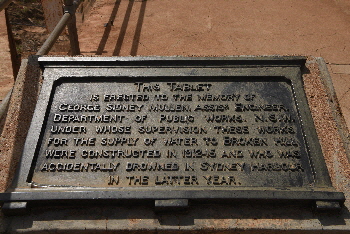 THIS TABLET
IS ERECTED TO THE MEMORY OF
GEORGE SIDNEY MULLEN, ASSIST ENGINEER,
DEPARTMENT OF PUBLIC WORKS, N.S.W.
UNDER WHOSE SUPERVISION THESE WORKS
FOR THE SUPPLY OF WATER TO BROKEN HILL
WERE CONSTRUCTED IN 1912-15 AND WHO WAS
ACCIDENTALLY DROWNED IN SYDNEY HARBOUR
IN THE LATTER YEAR.